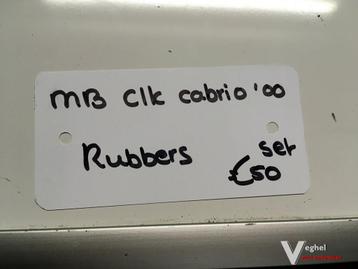 MB Clk cabrio '00
Rubbers set
€50
Veghel